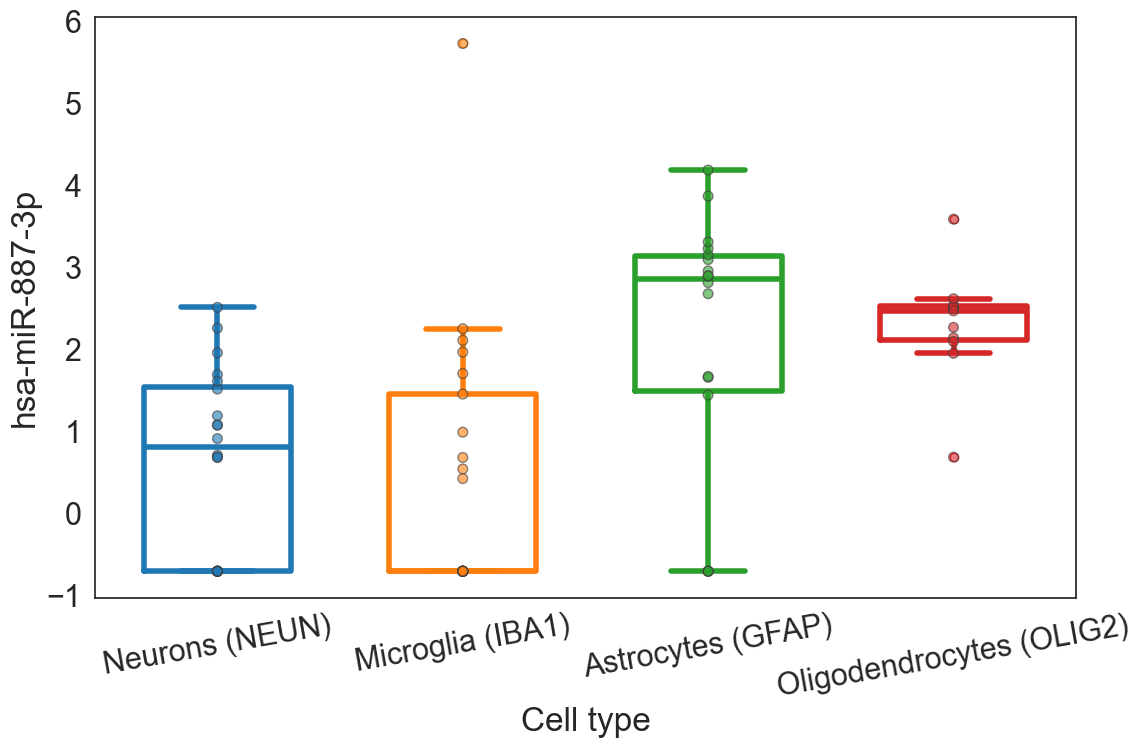 6
5
4
3
2
1
0
−1
hsa-miR-887-3p
Neurons (NEUN)
Microglia (IBA1)
Astrocytes (GFAP)
Oligodendrocytes (OLIG2)
Cell type